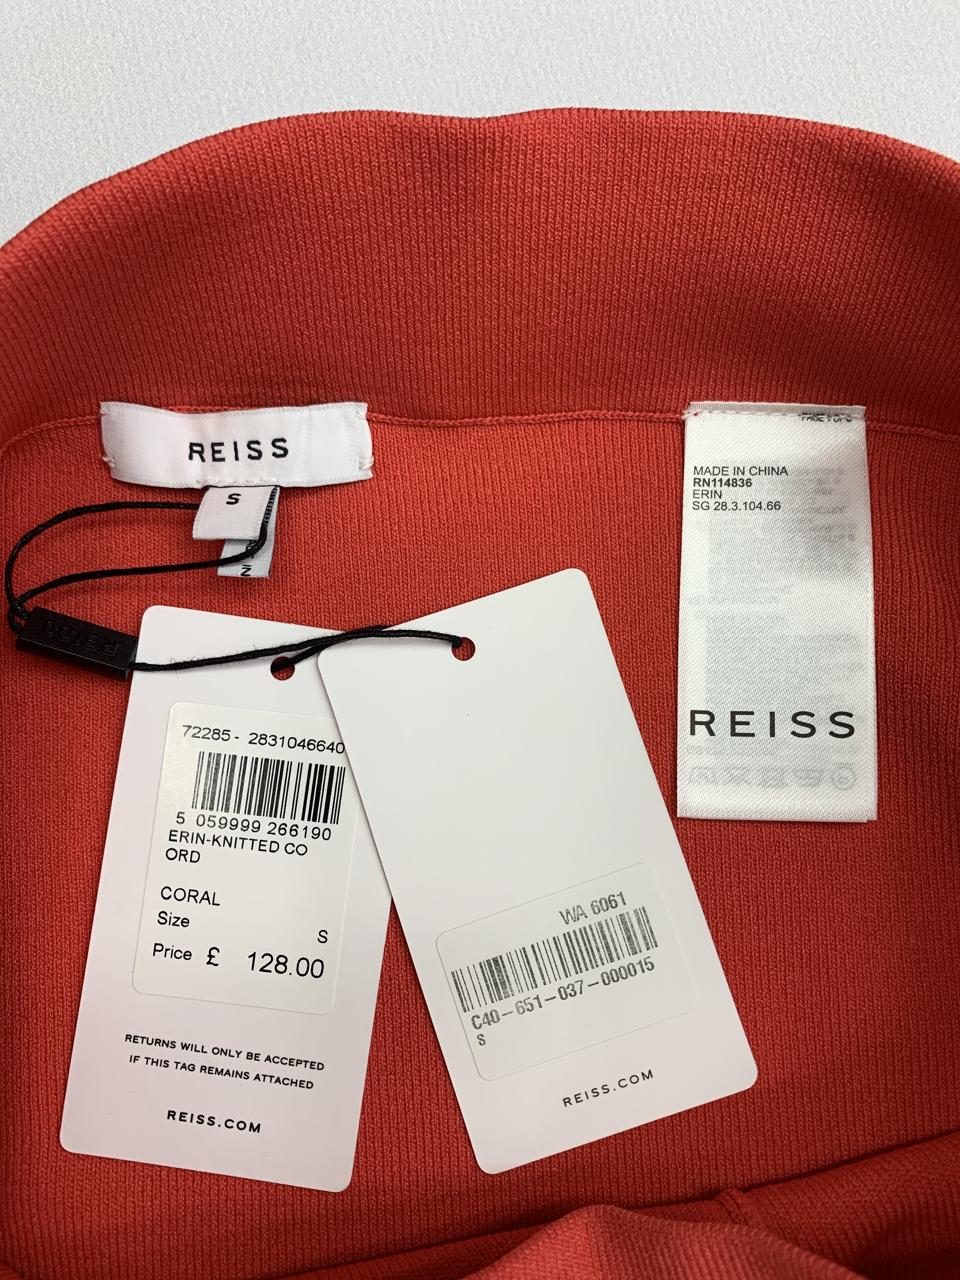 REISS
S
MADE IN CHINA
RN114836
ERIN
SG 28.3.104.66
REISS
72285- 2831046640
5 059999 266190
ERIN-KNITTED CO
ORD
CORAL
Size
S
Price £ 128.00
RETURNS WILL ONLY BE ACCEPTED
IF THIS TAG REMAINS ATTACHED
REISS.COM
WA 6061
C40-651-037-000015
S
REISS.COM